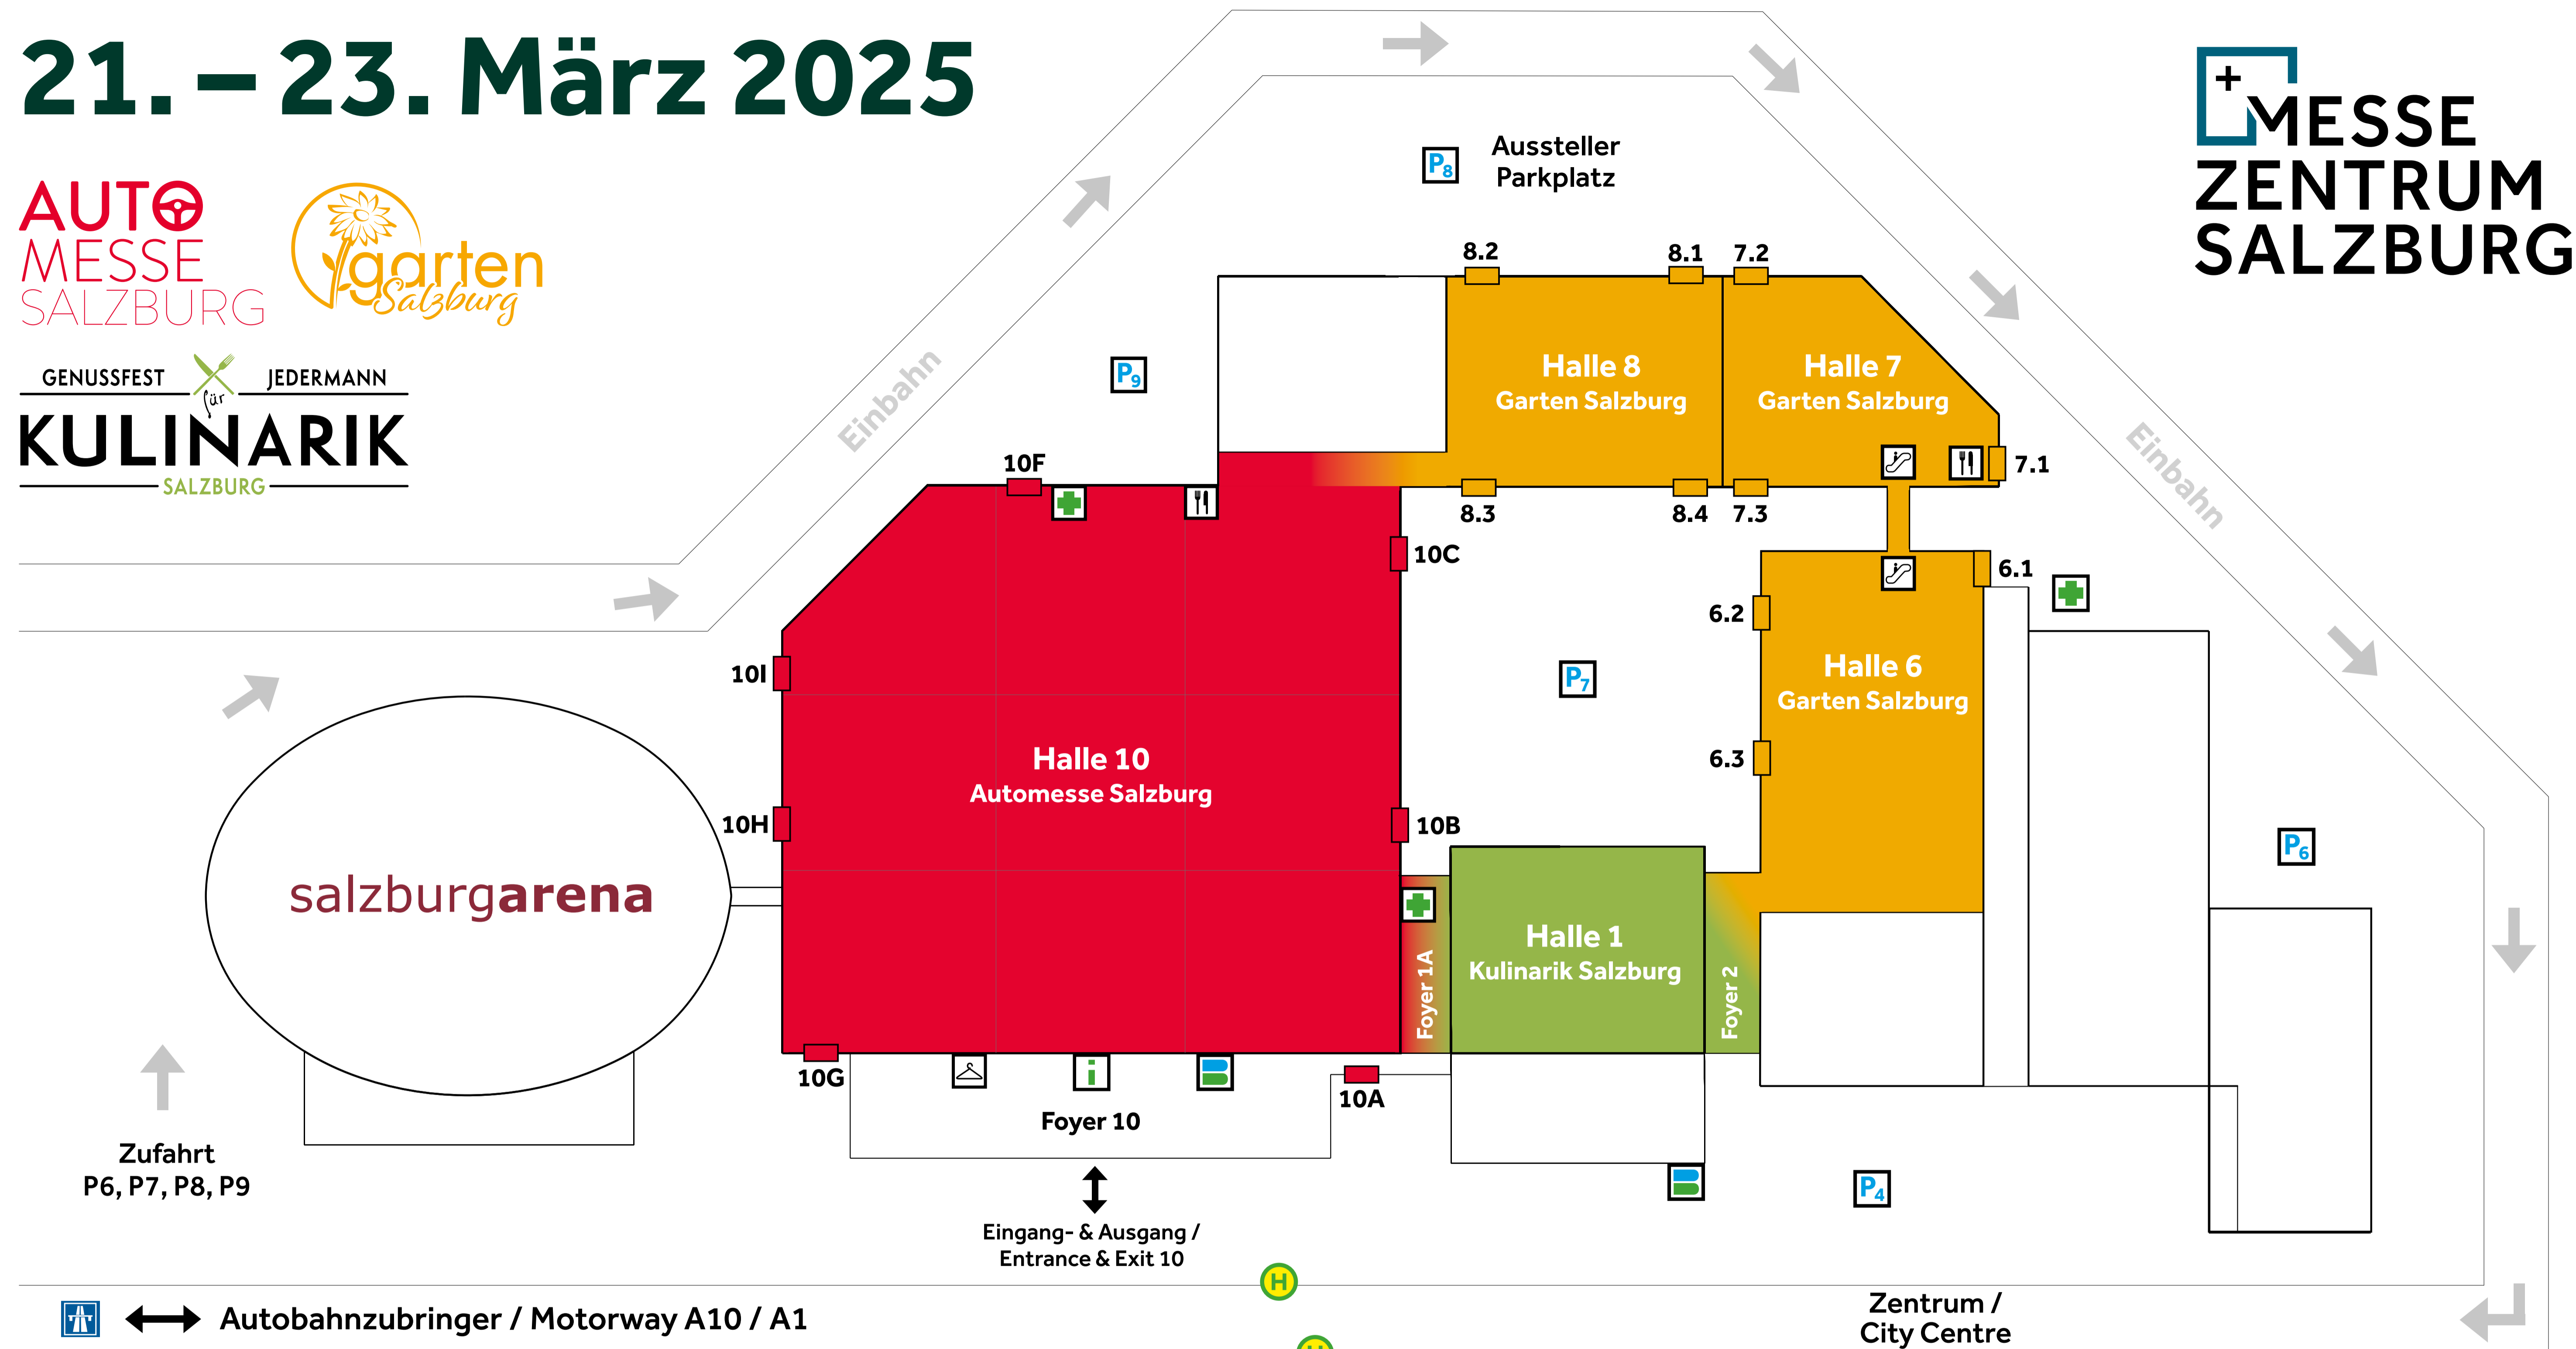 21. – 23. März 2025
AUTO
MESSE
SALZBURG
garten
Salzburg
GENUSSFEST für JEDERMANN
KULINARIK
SALZBURG
+MESSE
ZENTRUM
SALZBURG
Aussteller
Parkplatz
P8
P9
Einbahn
Einbahn
8.2
8.1
7.2
Halle 8
Garten Salzburg
Halle 7
Garten Salzburg
7.1
8.3
8.4
7.3
10F
10C
10I
10H
10B
10G
10A
Halle 10
Automesse Salzburg
P7
6.1
6.2
6.3
Halle 6
Garten Salzburg
P6
salzburgarena
Foyer 1A
Halle 1
Kulinarik Salzburg
Foyer 2
i
Foyer 10
Zufahrt
P6, P7, P8, P9
P4
Eingang- & Ausgang /
Entrance & Exit 10
H
Autobahnzubringer / Motorway A10 / A1
Zentrum /
City Centre